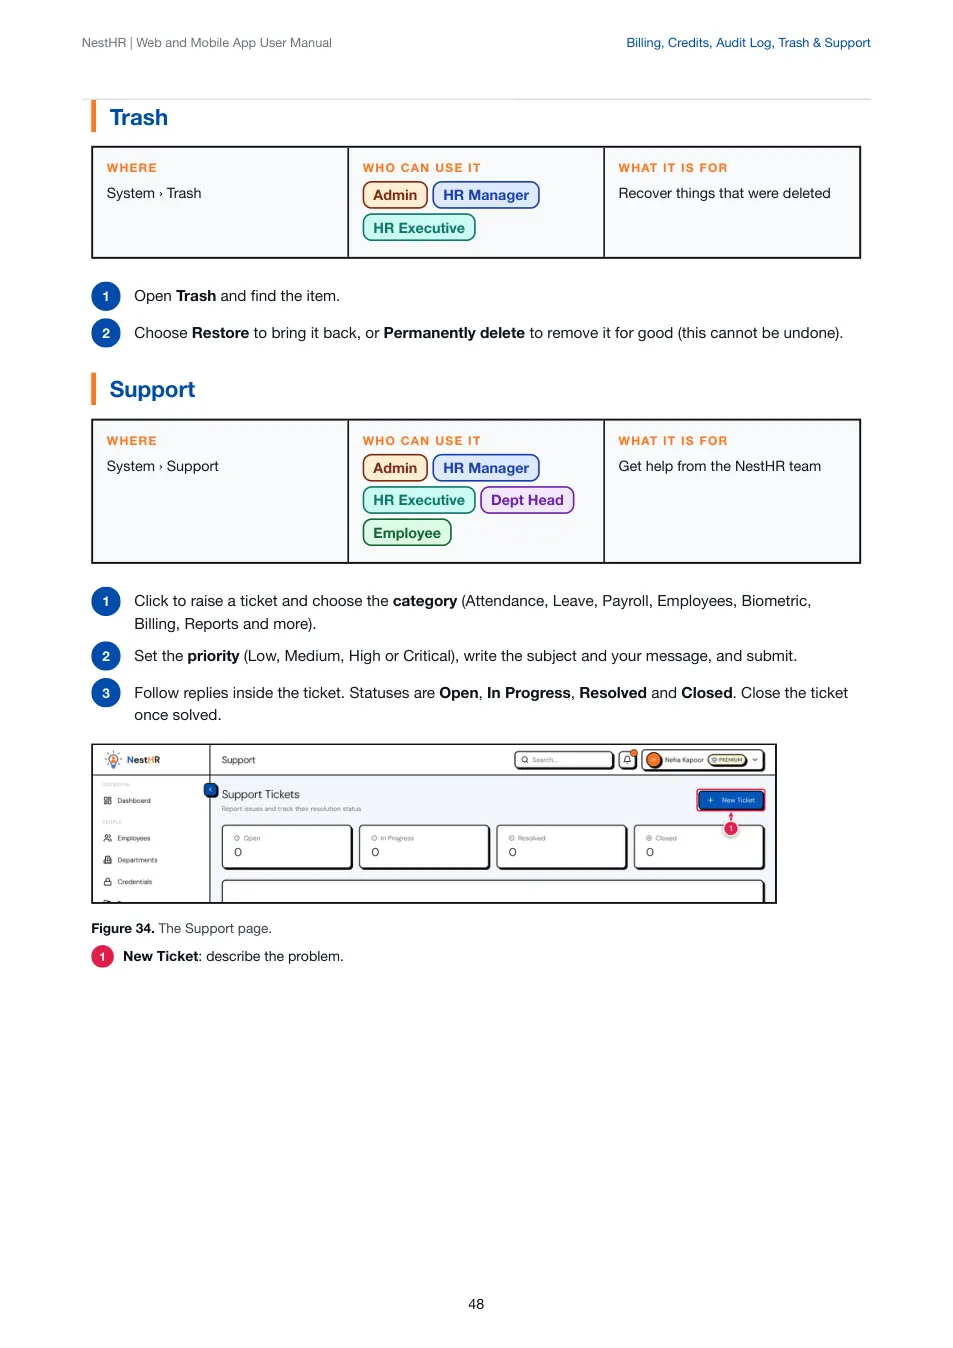 NestHR | Web and Mobile App User Manual
Billing, Credits, Audit Log, Trash & Support
Trash
WHERE
System › Trash
WHO CAN USE IT
Admin
HR Manager
HR Executive
WHAT IT IS FOR
Recover things that were deleted
1 Open Trash and find the item.
2 Choose Restore to bring it back, or Permanently delete to remove it for good (this cannot be undone).
Support
WHERE
System › Support
WHO CAN USE IT
Admin
HR Manager
HR Executive
Dept Head
Employee
WHAT IT IS FOR
Get help from the NestHR team
1 Click to raise a ticket and choose the category (Attendance, Leave, Payroll, Employees, Biometric,
Billing, Reports and more).
2 Set the priority (Low, Medium, High or Critical), write the subject and your message, and submit.
3 Follow replies inside the ticket. Statuses are Open, In Progress, Resolved and Closed. Close the ticket
once solved.
NestHR
Support
Search...
Neha Kapoor
PREMIUM
OVERVIEW
Dashboard
PEOPLE
Employees
Departments
Credentials
Support Tickets
Report issues and track their resolution status
+ New Ticket
1
Open
0
In Progress
0
Resolved
0
Closed
0
Figure 34. The Support page.
1 New Ticket: describe the problem.
48